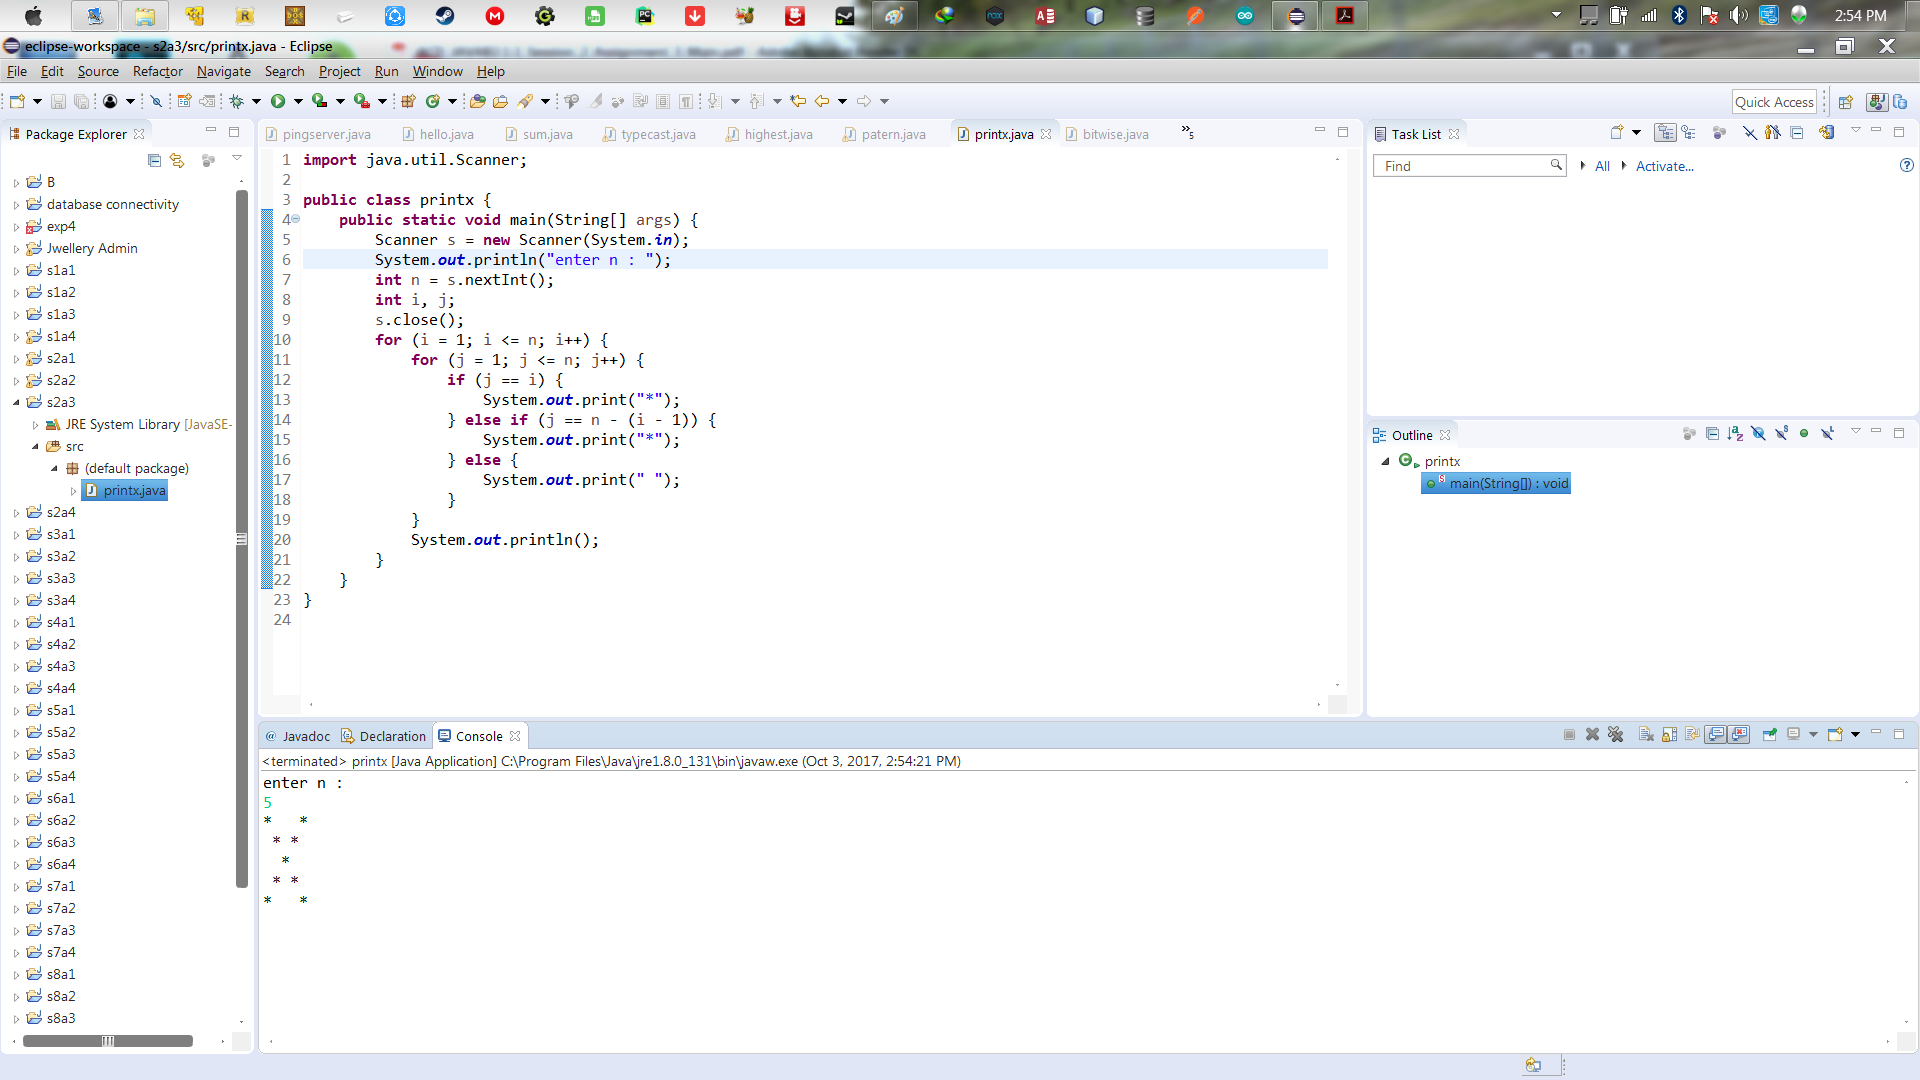 2:54 PM
eclipse-workspace - s2a3/src/printx.java - Eclipse
File Edit Source Refactor Navigate Search Project Run Window Help
Quick Access
Package Explorer
B
database connectivity
exp4
Jwellery Admin
s1a1
s1a2
s1a3
s1a4
s2a1
s2a2
s2a3
JRE System Library [JavaSE-
src
(default package)
printx.java
s2a4
s3a1
s3a2
s3a3
s3a4
s4a1
s4a2
s4a3
s4a4
s5a1
s5a2
s5a3
s5a4
s6a1
s6a2
s6a3
s6a4
s7a1
s7a2
s7a3
s7a4
s8a1
s8a2
s8a3
pingserver.java hello.java sum.java typecast.java highest.java patern.java printx.java bitwise.java »5
1 import java.util.Scanner;
2
3 public class printx {
4     public static void main(String[] args) {
5         Scanner s = new Scanner(System.in);
6         System.out.println("enter n : ");
7         int n = s.nextInt();
8         int i, j;
9         s.close();
10         for (i = 1; i <= n; i++) {
11             for (j = 1; j <= n; j++) {
12                 if (j == i) {
13                     System.out.print("*");
14                 } else if (j == n - (i - 1)) {
15                     System.out.print("*");
16                 } else {
17                     System.out.print(" ");
18                 }
19             }
20             System.out.println();
21         }
22     }
23 }
24
Task List
Find All Activate...
Outline
printx
main(String[]) : void
@ Javadoc Declaration Console
<terminated> printx [Java Application] C:\Program Files\Java\jre1.8.0_131\bin\javaw.exe (Oct 3, 2017, 2:54:21 PM)
enter n :
5
*   *
 * *
  *
 * *
*   *